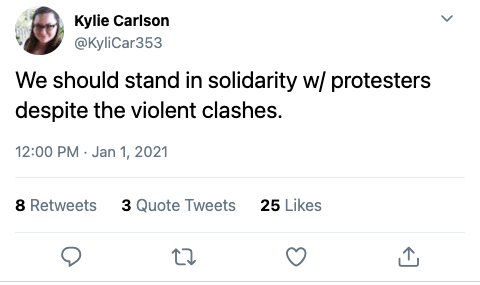 Kylie Carlson
@KyliCar353
We should stand in solidarity w/ protesters
despite the violent clashes.
12:00 PM · Jan 1, 2021
8 Retweets 3 Quote Tweets 25 Likes